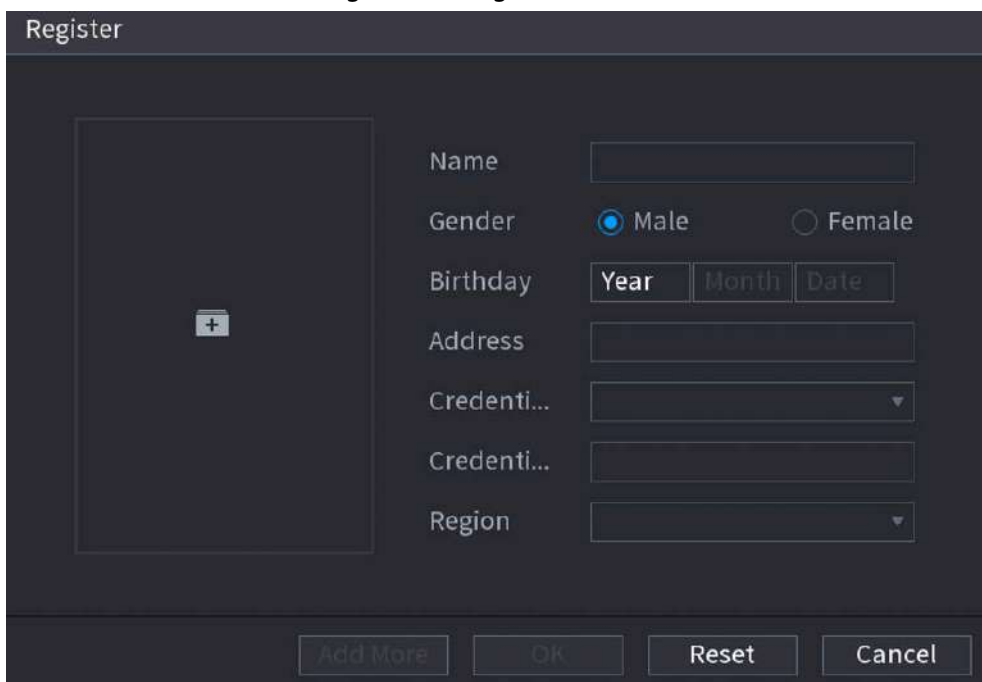 Register
Name
Gender Male Female
Birthday Year Month Date
Address
Credenti...
Credenti...
Region
Add More OK Reset Cancel